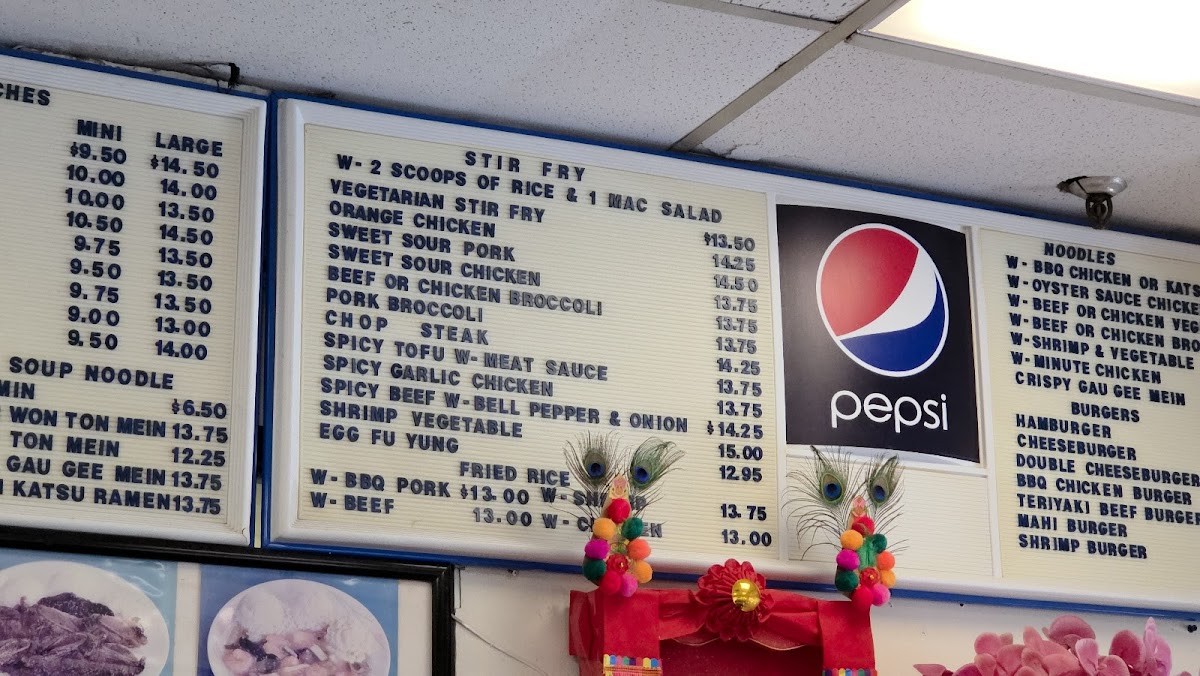 CHES
MINI LARGE
$9.50 $14.50
10.00 14.00
10.00 13.50
10.50 14.50
9.75 13.50
9.50 13.50
9.75 13.50
9.00 13.00
9.50 14.00
SOUP NOODLE
MIN $6.50
WON TON MEIN 13.75
TON MEIN 12.25
GAU GEE MEIN 13.75
KATSU RAMEN 13.75
STIR FRY
W- 2 SCOOPS OF RICE & 1 MAC SALAD
VEGETARIAN STIR FRY $13.50
ORANGE CHICKEN 14.25
SWEET SOUR PORK 14.50
SWEET SOUR CHICKEN 13.75
BEEF OR CHICKEN BROCCOLI 13.75
PORK BROCCOLI 13.75
CHOP STEAK 14.25
SPICY TOFU W- MEAT SAUCE 13.75
SPICY GARLIC CHICKEN 13.75
SPICY BEEF W-BELL PEPPER & ONION $14.25
SHRIMP VEGETABLE 15.00
EGG FU YUNG 12.95
FRIED RICE
W- BBQ PORK $13.00 W- 13.75
W- BEEF 13.00 W- 13.00
pepsi
NOODLES
W- BBQ CHICKEN OR KATS
W- OYSTER SAUCE CHICKE
W- BEEF OR CHICKEN VEG
W- BEEF OR CHICKEN BRO
W-SHRIMP & VEGETABLE
W- MINUTE CHICKEN
CRISPY GAU GEE MEIN
BURGERS
HAMBURGER
CHEESEBURGER
DOUBLE CHEESEBURGER
BBQ CHICKEN BURGER
TERIYAKI BEEF BURGE
MAHI BURGER
SHRIMP BURGER